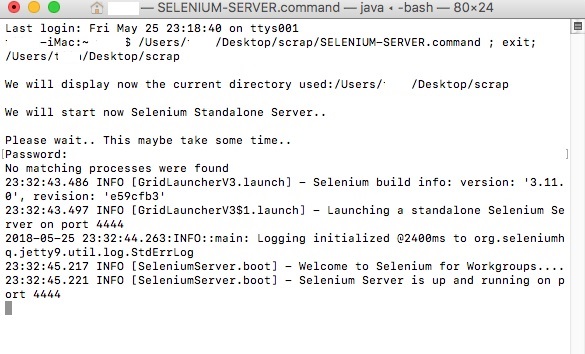 — SELENIUM-SERVER.command — java ◂ -bash — 80×24
Last login: Fri May 25 23:18:40 on ttys001
-iMac:~ $ /Users/ /Desktop/scrap/SELENIUM-SERVER.command ; exit;
/Users/t /Desktop/scrap
We will display now the current directory used:/Users/ /Desktop/scrap
We will start now Selenium Standalone Server..
Please wait.. This maybe take some time..
[Password: ]
No matching processes were found
23:32:43.486 INFO [GridLauncherV3.launch] - Selenium build info: version: '3.11.
0', revision: 'e59cfb3'
23:32:43.497 INFO [GridLauncherV3$1.launch] - Launching a standalone Selenium Se
rver on port 4444
2018-05-25 23:32:44.263:INFO::main: Logging initialized @2400ms to org.seleniumh
q.jetty9.util.log.StdErrLog
23:32:45.217 INFO [SeleniumServer.boot] - Welcome to Selenium for Workgroups....
23:32:45.221 INFO [SeleniumServer.boot] - Selenium Server is up and running on p
ort 4444